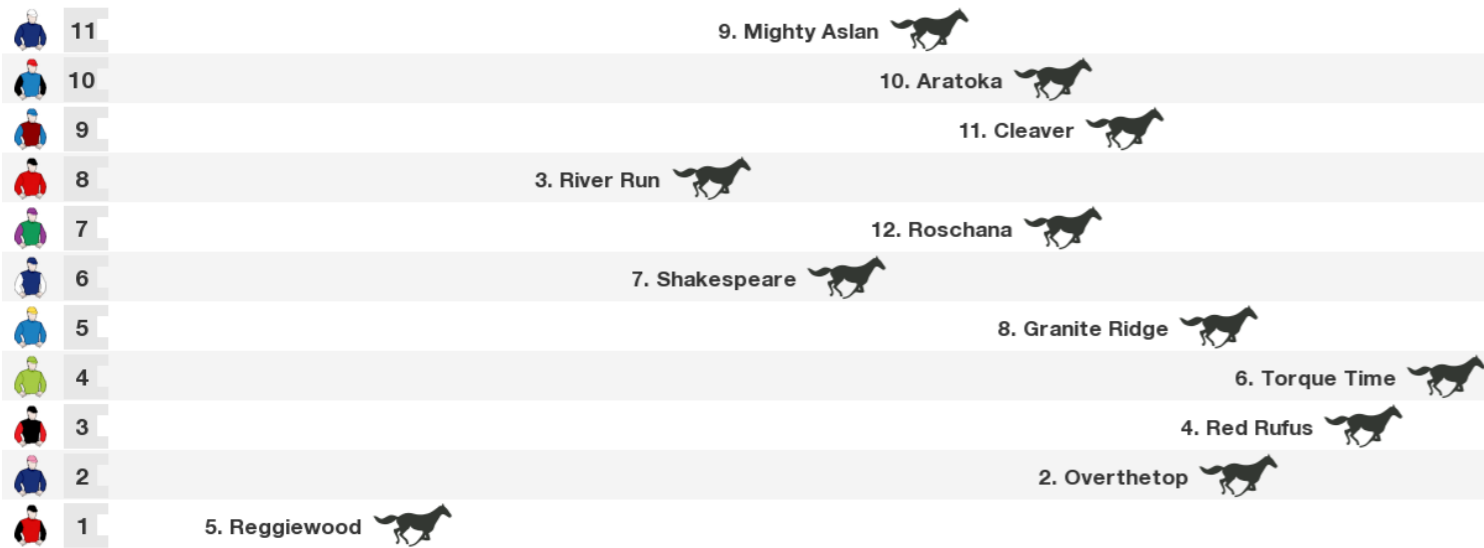 11 9. Mighty Aslan
10 10. Aratoka
9 11. Cleaver
8 3. River Run
7 12. Roschana
6 7. Shakespeare
5 8. Granite Ridge
4 6. Torque Time
3 4. Red Rufus
2 2. Overthetop
1 5. Reggiewood